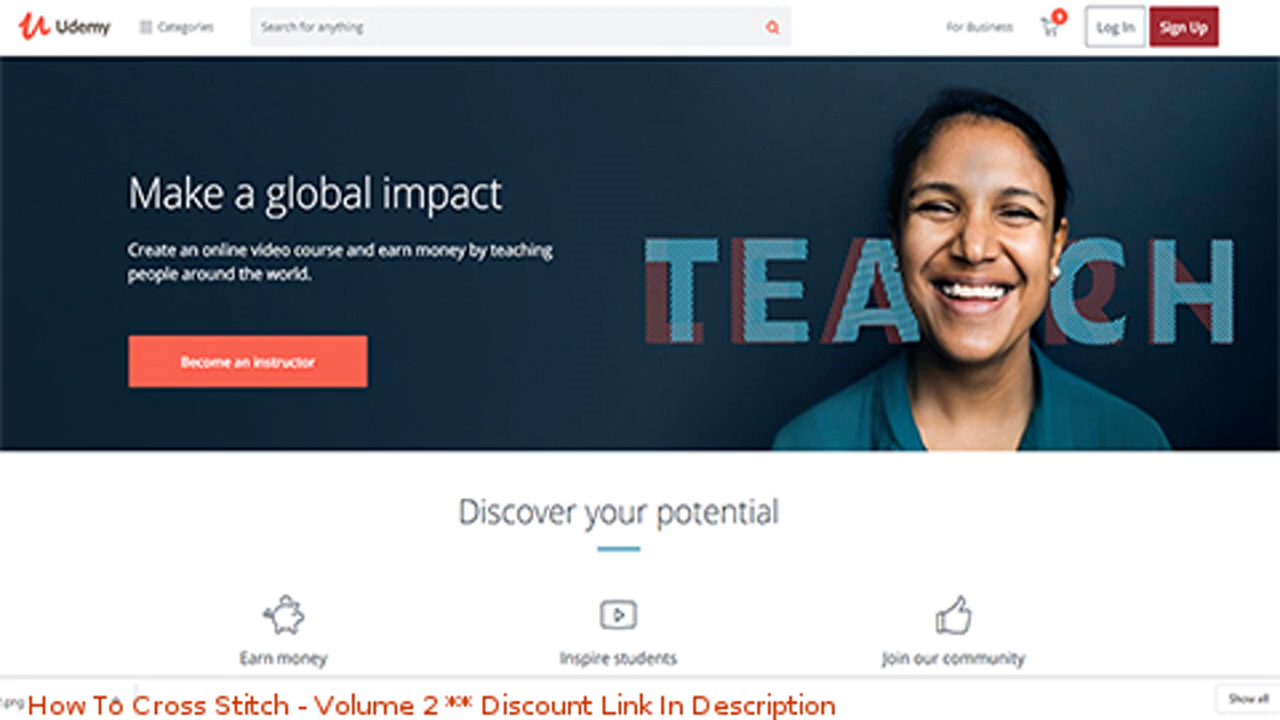 Udemy
Categories
Search for anything
For Business
Log In
Sign Up
Make a global impact
Create an online video course and earn money by teaching
people around the world.
TEACH
Become an instructor
Discover your potential
Earn money
Inspire students
Join our community
How To Cross Stitch - Volume 2 ** Discount Link In Description
Show all